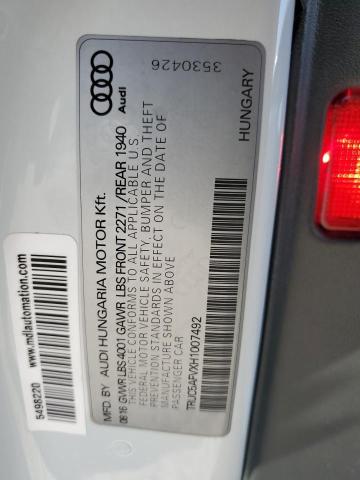 3530426
HUNGARY
Audi
MFD. BY AUDI HUNGARIA MOTOR Kft.
08/16 GVWR LBS 4001 GAWR LBS FRONT 2271 /REAR 1940
THIS VEHICLE CONFORMS TO ALL APPLICABLE U.S.
FEDERAL MOTOR VEHICLE SAFETY, BUMPER AND THEFT
PREVENTION STANDARDS IN EFFECT ON THE DATE OF
MANUFACTURE SHOWN ABOVE
PASSENGER CAR
TRUC5AFVXH1007492
www.mdlautomation.com
5498220